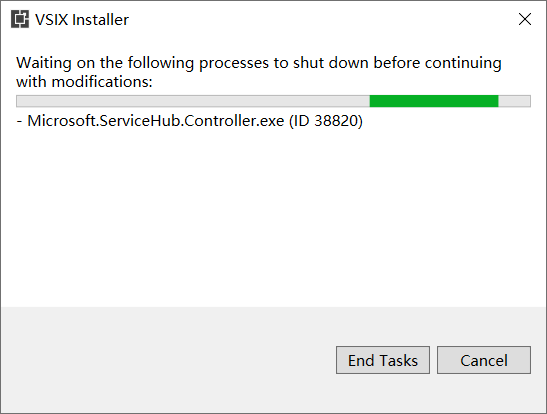 VSIX Installer
Waiting on the following processes to shut down before continuing
with modifications:
- Microsoft.ServiceHub.Controller.exe (ID 38820)
End Tasks
Cancel